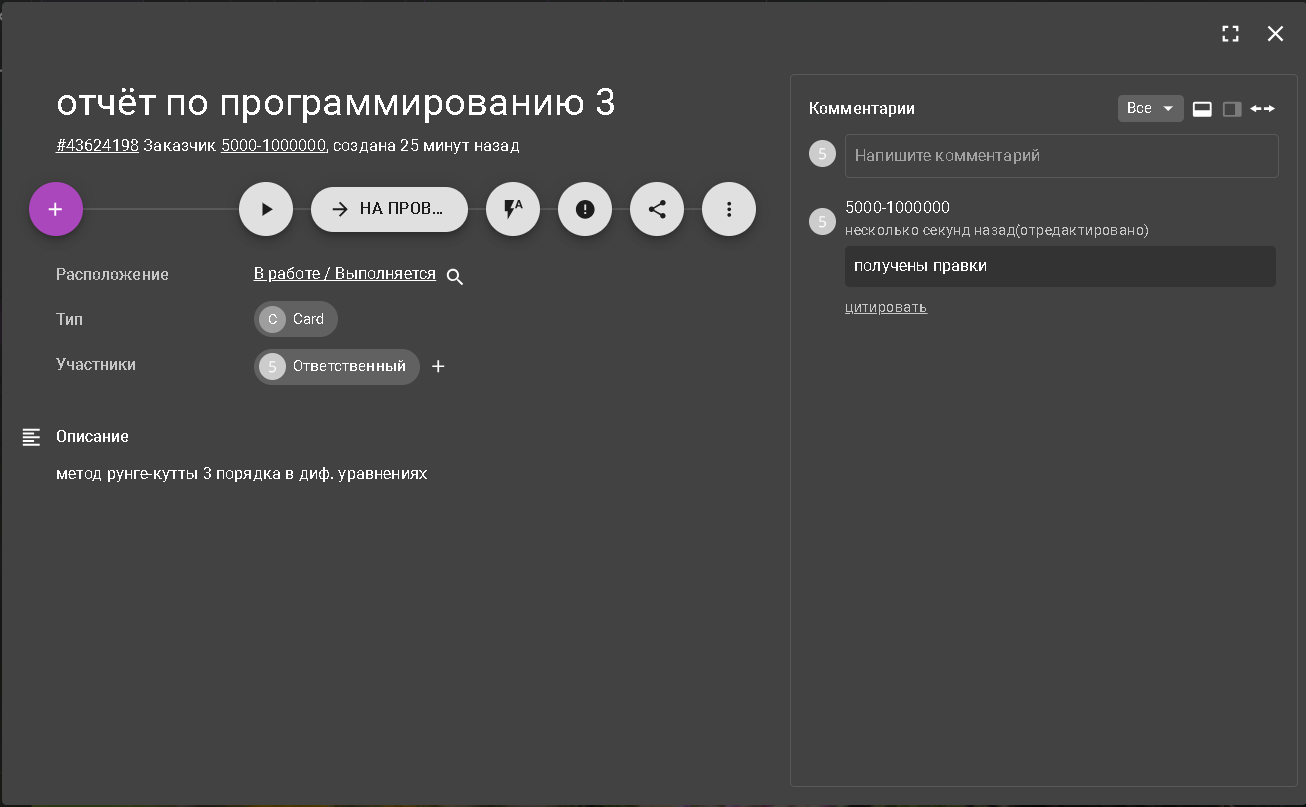 отчёт по программированию 3
#43624198 Заказчик 5000-1000000, создана 25 минут назад
НА ПРОВ...
Расположение В работе / Выполняется
Тип C Card
Участники 5 Ответственный
Описание
метод рунге-кутты 3 порядка в диф. уравнениях
Комментарии Все
5 Напишите комментарий
5 5000-1000000
несколько секунд назад(отредактировано)
получены правки
цитировать